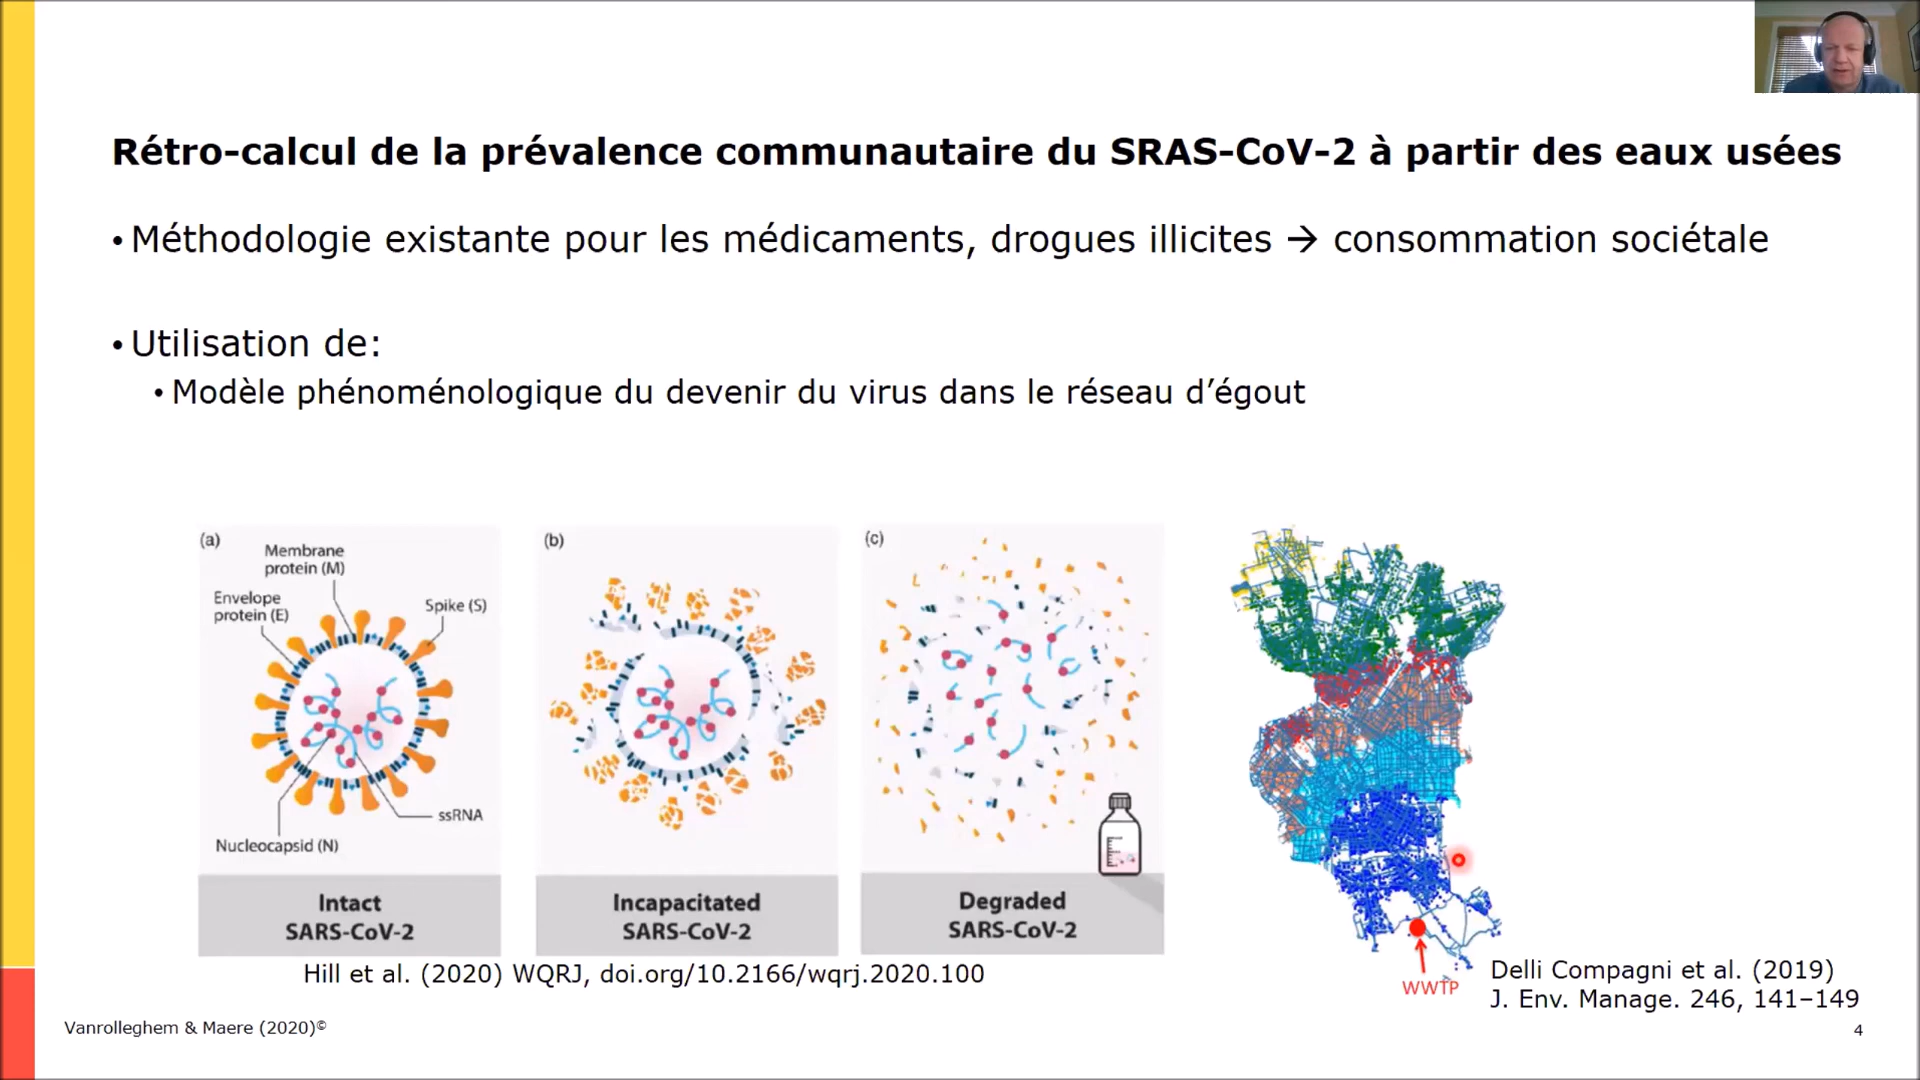 Rétro-calcul de la prévalence communautaire du SRAS-CoV-2 à partir des eaux usées
• Méthodologie existante pour les médicaments, drogues illicites → consommation sociétale
• Utilisation de:
• Modèle phénoménologique du devenir du virus dans le réseau d’égout
(a)
Membrane
protein (M)
Envelope
protein (E)
Spike (S)
ssRNA
Nucleocapsid (N)
Intact
SARS-CoV-2
(b)
Incapacitated
SARS-CoV-2
(c)
Degraded
SARS-CoV-2
WWTP
Hill et al. (2020) WQRJ, doi.org/10.2166/wqrj.2020.100
Delli Compagni et al. (2019)
J. Env. Manage. 246, 141–149
Vanrolleghem & Maere (2020)©
4